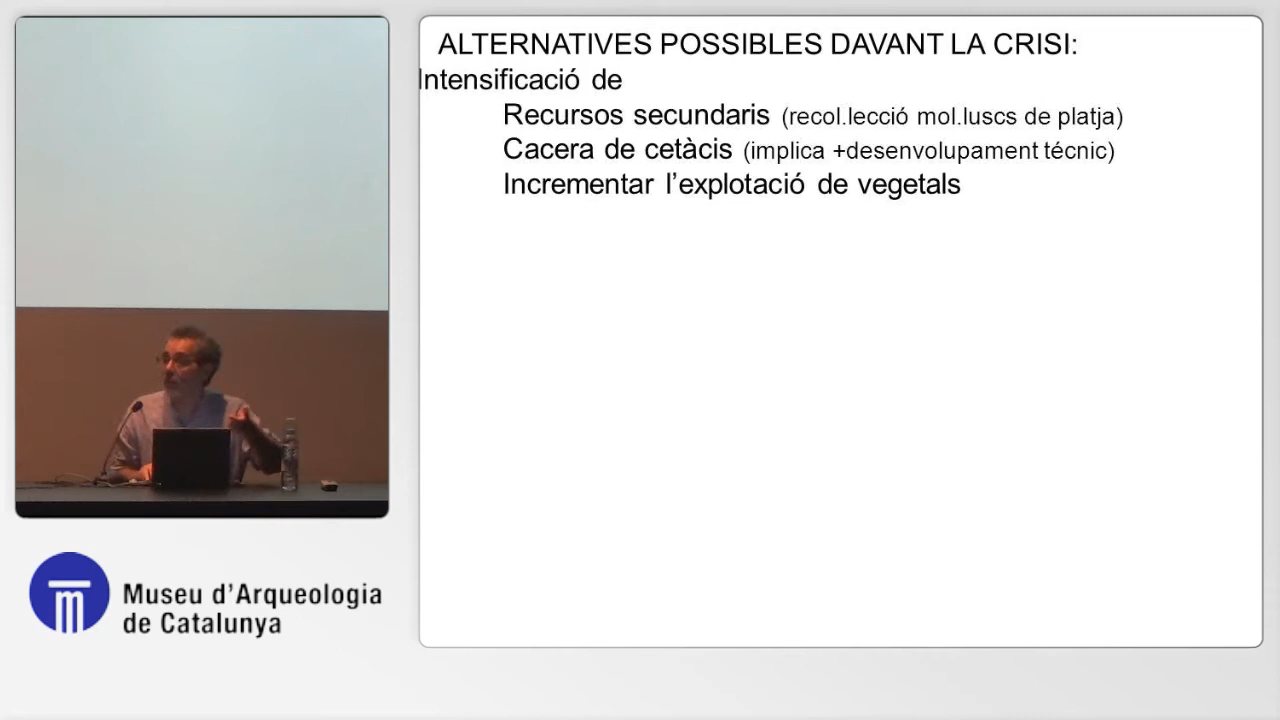 ALTERNATIVES POSSIBLES DAVANT LA CRISI:
Intensificació de
Recursos secundaris (recol.lecció mol.luscs de platja)
Cacera de cetàcis (implica +desenvolupament técnic)
Incrementar l’explotació de vegetals
m
Museu d’Arqueologia
de Catalunya